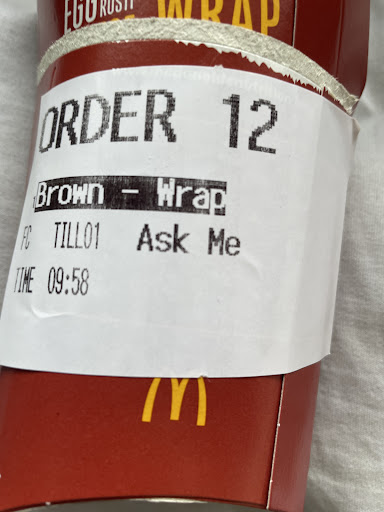 EGG RÖSTI
WRAP
ORDER 12
Brown - Wrap
FC TILL01 Ask Me
TIME 09:58
M